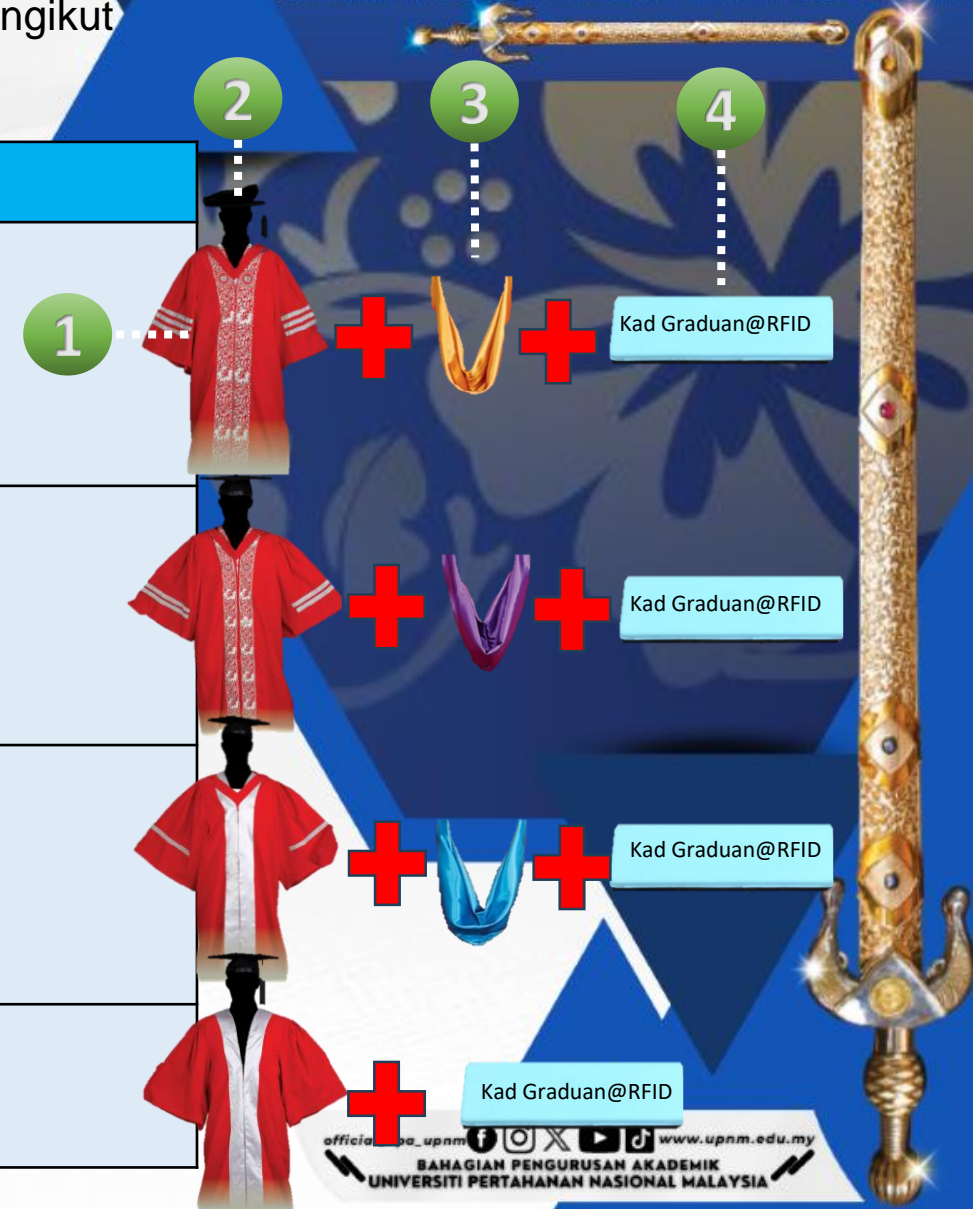 ngikut
2
3
4
1
Kad Graduan@RFID
Kad Graduan@RFID
Kad Graduan@RFID
Kad Graduan@RFID
www.upnm.edu.my
BAHAGIAN PENGURUSAN AKADEMIK
UNIVERSITI PERTAHANAN NASIONAL MALAYSIA